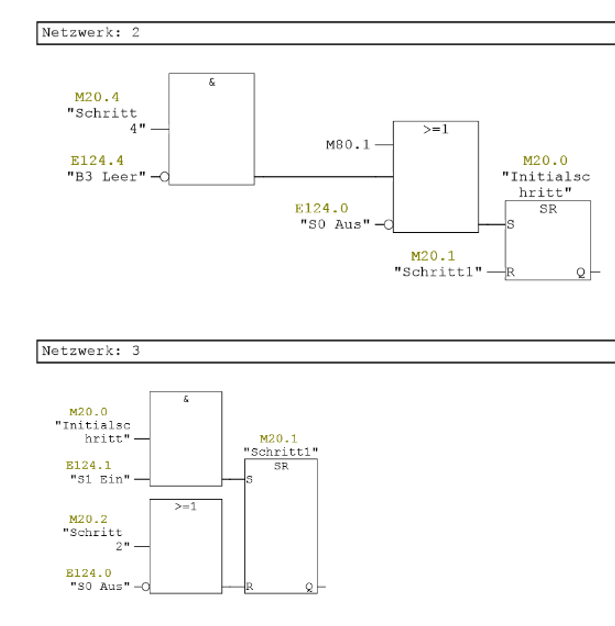 Netzwerk: 2
&
M20.4
"Schritt
4"
E124.4
"B3 Leer"
>=1
M80.1
E124.0
"S0 Aus"
M20.0
"Initialsc
hritt"
SR
S
M20.1
"Schritt1"
R
Q
Netzwerk: 3
&
M20.0
"Initialsc
hritt"
E124.1
"S1 Ein"
M20.1
"Schritt1"
SR
S
>=1
M20.2
"Schritt
2"
E124.0
"S0 Aus"
R
Q